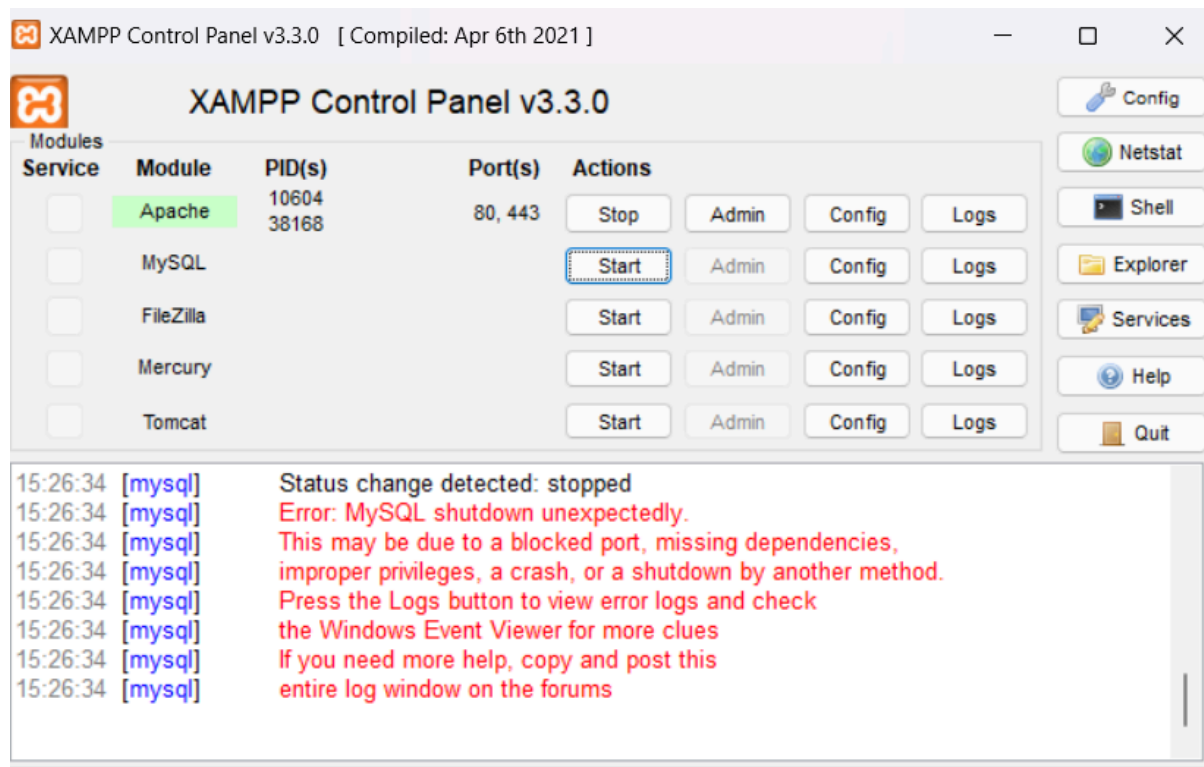 XAMPP Control Panel v3.3.0 [ Compiled: Apr 6th 2021 ]
XAMPP Control Panel v3.3.0
Config
Modules
Service Module PID(s) Port(s) Actions
Netstat
Apache 10604 38168 80, 443 Stop Admin Config Logs
Shell
MySQL Start Admin Config Logs
Explorer
FileZilla Start Admin Config Logs
Services
Mercury Start Admin Config Logs
Help
Tomcat Start Admin Config Logs
Quit
15:26:34 [mysql] Status change detected: stopped
15:26:34 [mysql] Error: MySQL shutdown unexpectedly.
15:26:34 [mysql] This may be due to a blocked port, missing dependencies,
15:26:34 [mysql] improper privileges, a crash, or a shutdown by another method.
15:26:34 [mysql] Press the Logs button to view error logs and check
15:26:34 [mysql] the Windows Event Viewer for more clues
15:26:34 [mysql] If you need more help, copy and post this
15:26:34 [mysql] entire log window on the forums